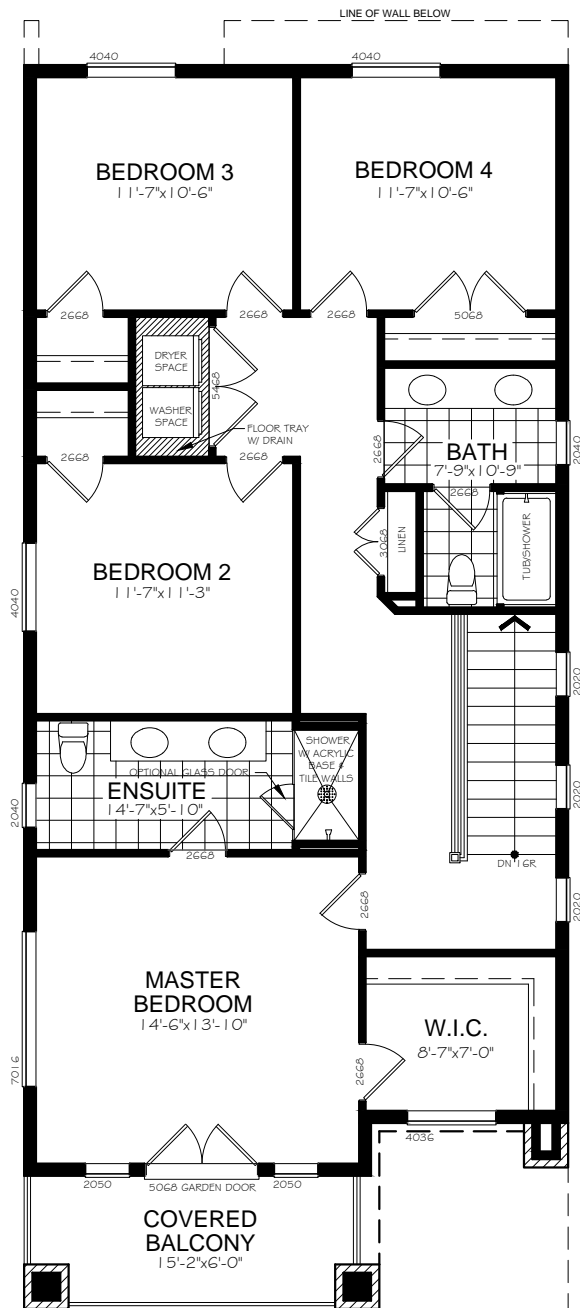 LINE OF WALL BELOW
4040
4040
BEDROOM 3
11'-7"x10'-6"
BEDROOM 4
11'-7"x10'-6"
2668
2668
2668
5068
DRYER
SPACE
5468
WASHER
SPACE
FLOOR TRAY
W/ DRAIN
2668
2668
2668
BATH
7'-9"x10'-9"
2040
2668
3068
LINEN
TUB/SHOWER
BEDROOM 2
11'-7"x11'-3"
4040
2020
SHOWER
W/ ACRYLIC
BASE &
TILE WALLS
OPTIONAL GLASS DOOR
ENSUITE
14'-7"x5'-10"
2040
2020
2668
DN 16R
2668
2020
MASTER
BEDROOM
14'-6"x13'-10"
W.I.C.
8'-7"x7'-0"
7016
2668
4036
2050
5068 GARDEN DOOR
2050
COVERED
BALCONY
15'-2"x6'-0"